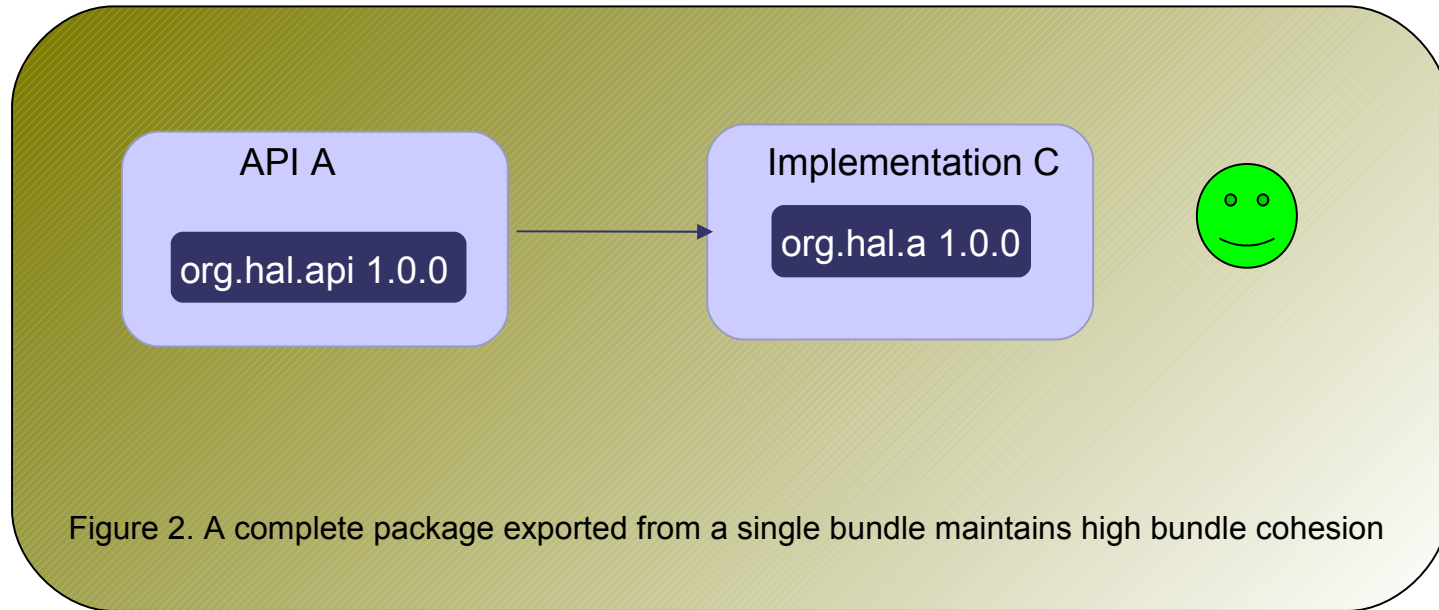 API A
org.hal.api 1.0.0
Implementation C
org.hal.a 1.0.0
Figure 2. A complete package exported from a single bundle maintains high bundle cohesion